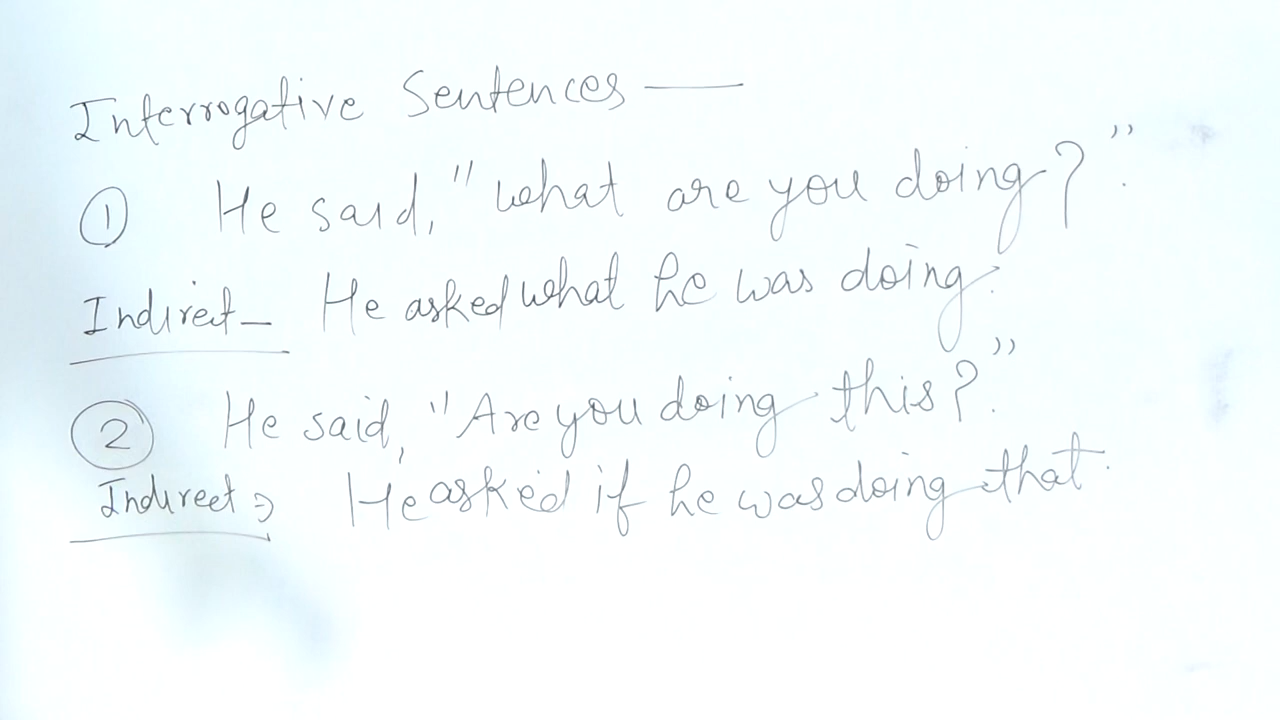 Interrogative Sentences —
① He said, "what are you doing?".
Indirect – He asked what he was doing.
② He said, "Are you doing this?".
Indirect ⇒ He asked if he was doing that.